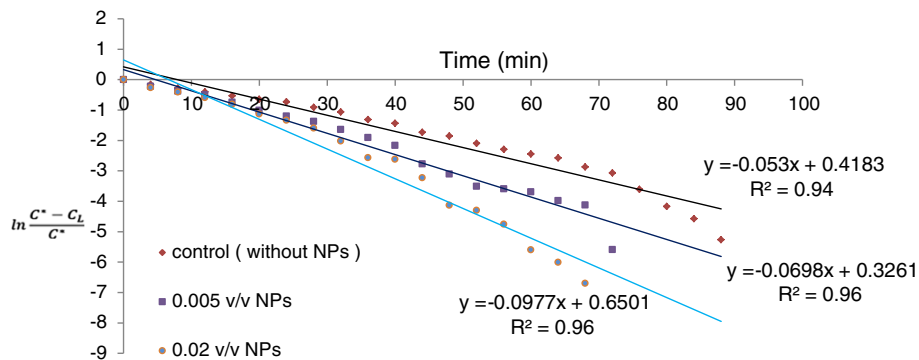 2
1
0
-1
-2
-3
-4
-5
-6
-7
-8
-9
Time (min)
0 10 20 30 40 50 60 70 80 90 100
ln (C* − C_L)/C*
y =-0.053x + 0.4183
R² = 0.94
y =-0.0698x + 0.3261
R² = 0.96
y =-0.0977x + 0.6501
R² = 0.96
control ( without NPs )
0.005 v/v NPs
0.02 v/v NPs